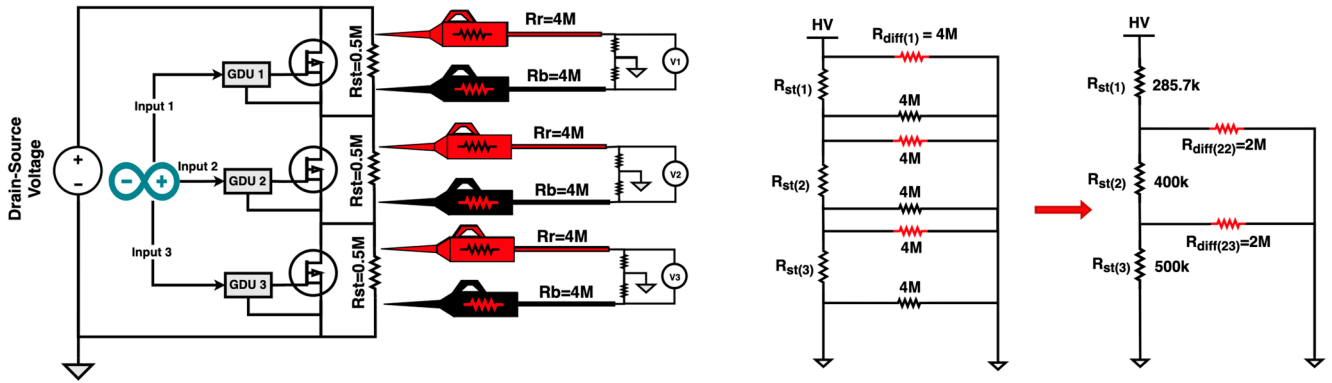 Drain-Source
Voltage
+
−
− +
Input 1
Input 2
Input 3
GDU 1
GDU 2
GDU 3
Rst=0.5M
Rst=0.5M
Rst=0.5M
Rr=4M
Rb=4M
V1
Rr=4M
Rb=4M
V2
Rr=4M
Rb=4M
V3
HV
Rdiff(1) = 4M
Rst(1)
4M
4M
Rst(2)
4M
4M
Rst(3)
4M
HV
Rst(1) 285.7k
Rdiff(22)=2M
Rst(2) 400k
Rdiff(23)=2M
Rst(3) 500k